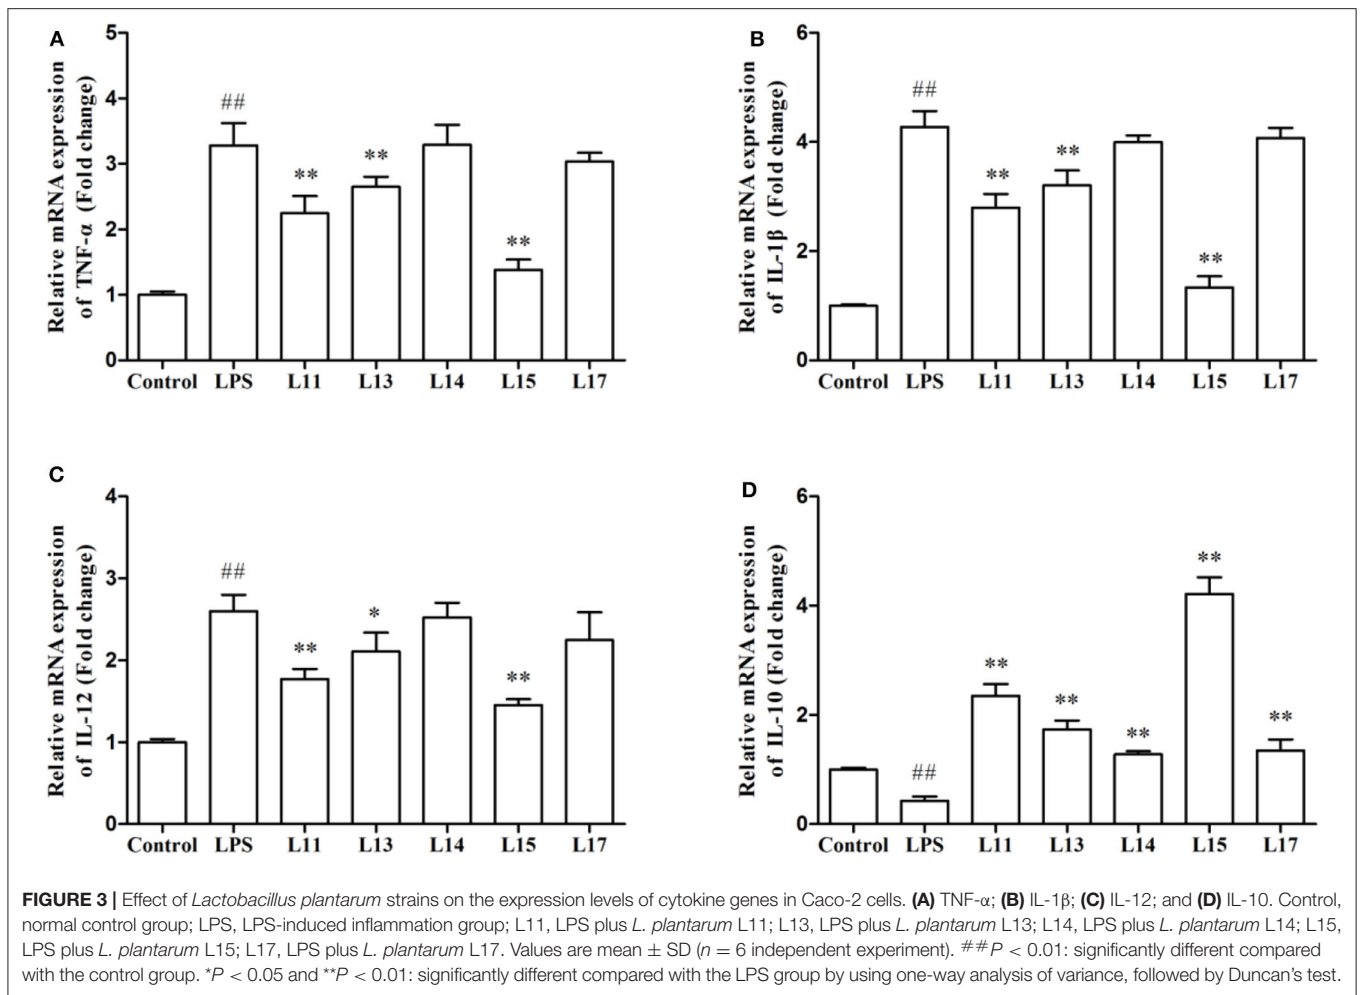 A
Relative mRNA expression
of TNF-α (Fold change)
5
4
3
2
1
0
##
**
**
**
Control LPS L11 L13 L14 L15 L17
B
Relative mRNA expression
of IL-1β (Fold change)
6
4
2
0
##
**
**
**
Control LPS L11 L13 L14 L15 L17
C
Relative mRNA expression
of IL-12 (Fold change)
4
3
2
1
0
##
**
*
**
Control LPS L11 L13 L14 L15 L17
D
Relative mRNA expression
of IL-10 (Fold change)
6
4
2
0
##
**
**
**
**
**
Control LPS L11 L13 L14 L15 L17
FIGURE 3 | Effect of Lactobacillus plantarum strains on the expression levels of cytokine genes in Caco-2 cells. (A) TNF-α; (B) IL-1β; (C) IL-12; and (D) IL-10. Control,
normal control group; LPS, LPS-induced inflammation group; L11, LPS plus L. plantarum L11; L13, LPS plus L. plantarum L13; L14, LPS plus L. plantarum L14; L15,
LPS plus L. plantarum L15; L17, LPS plus L. plantarum L17. Values are mean ± SD (n = 6 independent experiment). ##P < 0.01: significantly different compared
with the control group. *P < 0.05 and **P < 0.01: significantly different compared with the LPS group by using one-way analysis of variance, followed by Duncan's test.